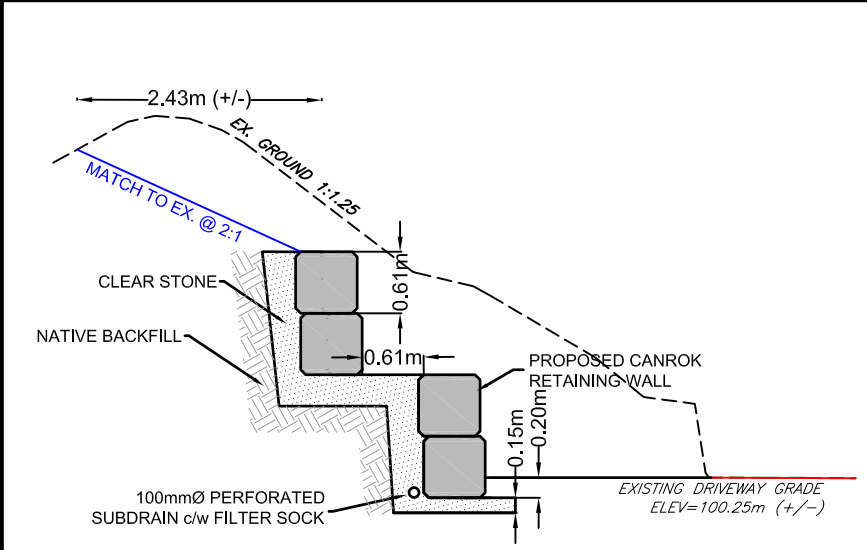 2.43m (+/-)
EX. GROUND 1:1.25
MATCH TO EX. @ 2:1
CLEAR STONE
0.61m
NATIVE BACKFILL
0.61m
PROPOSED CANROK
RETAINING WALL
0.15m
0.20m
100mmØ PERFORATED
SUBDRAIN c/w FILTER SOCK
EXISTING DRIVEWAY GRADE
ELEV=100.25m (+/-)